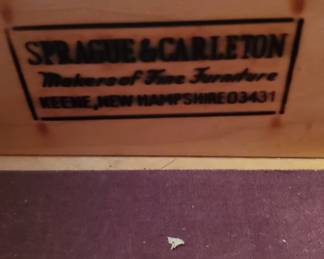 SPRAGUE & CARLETON
Makers of Fine Furniture
KEENE, NEW HAMPSHIRE 03431